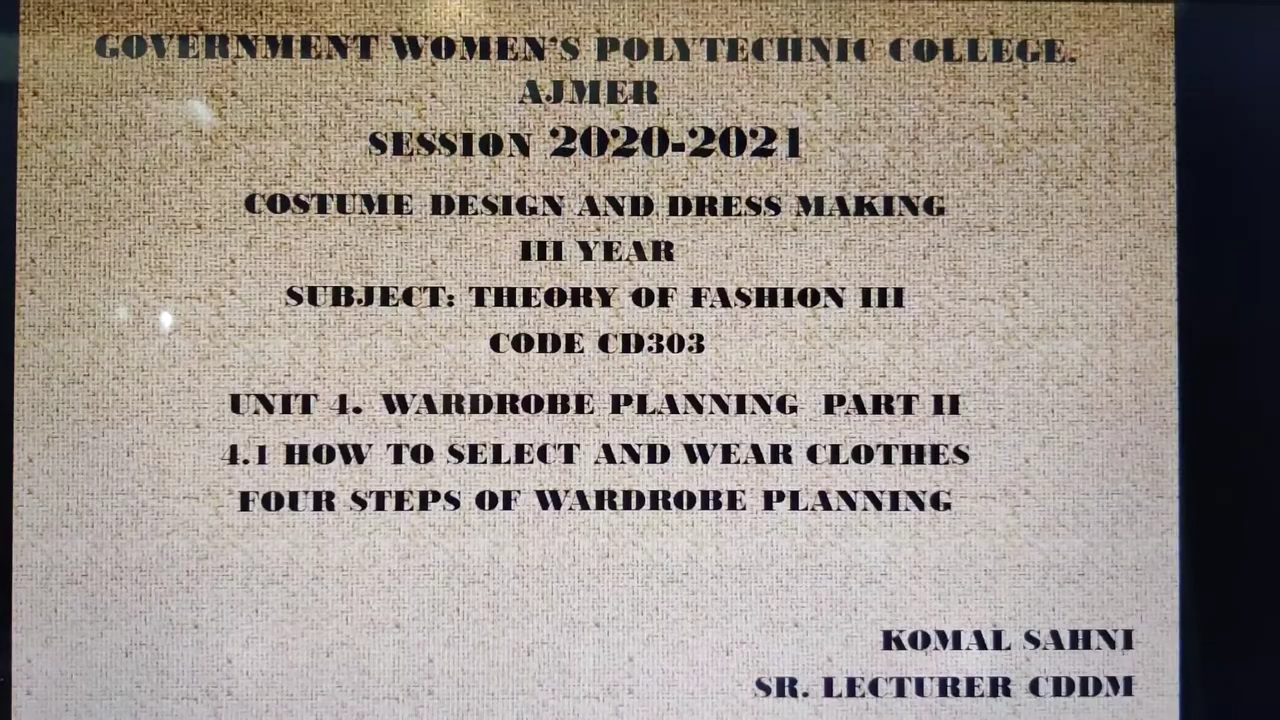 GOVERNMENT WOMEN'S POLYTECHNIC COLLEGE.
AJMER
SESSION 2020-2021
COSTUME DESIGN AND DRESS MAKING
III YEAR
SUBJECT: THEORY OF FASHION III
CODE CD303
UNIT 4. WARDROBE PLANNING PART II
4.1 HOW TO SELECT AND WEAR CLOTHES
FOUR STEPS OF WARDROBE PLANNING
KOMAL SAHNI
SR. LECTURER CDDM